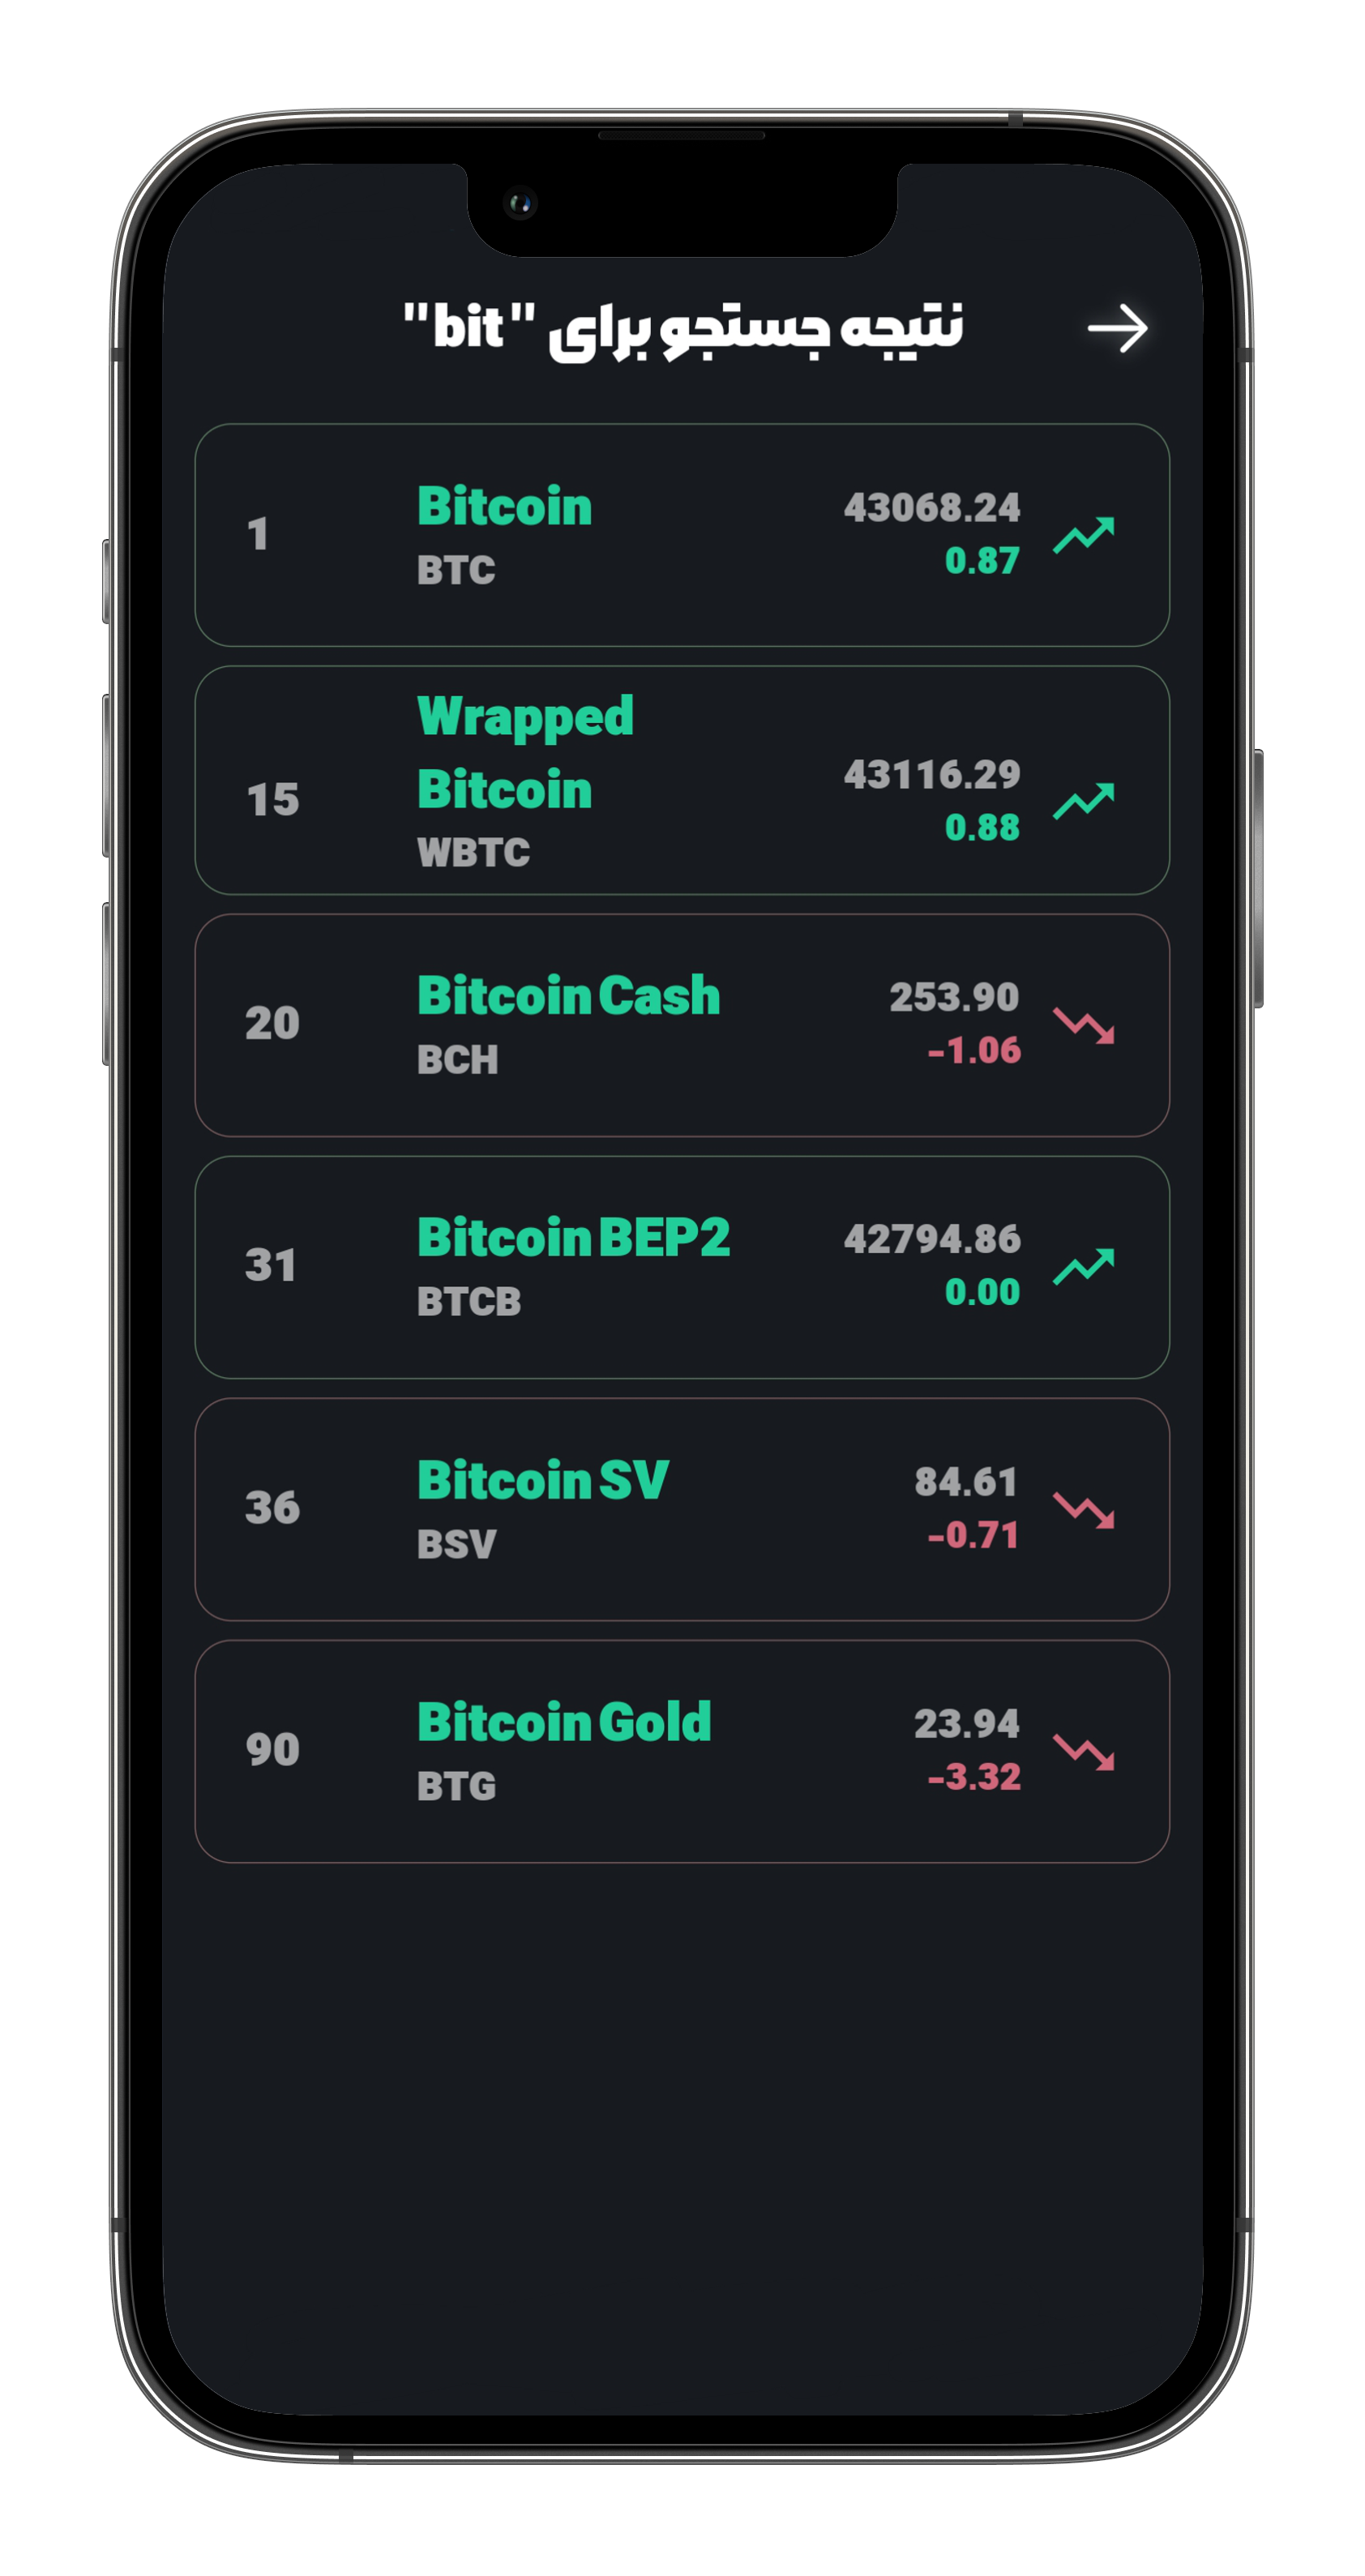 نتیجه جستجو برای "bit"
1
Bitcoin
BTC
43068.24
0.87
15
Wrapped
Bitcoin
WBTC
43116.29
0.88
20
Bitcoin Cash
BCH
253.90
-1.06
31
Bitcoin BEP2
BTCB
42794.86
0.00
36
Bitcoin SV
BSV
84.61
-0.71
90
Bitcoin Gold
BTG
23.94
-3.32